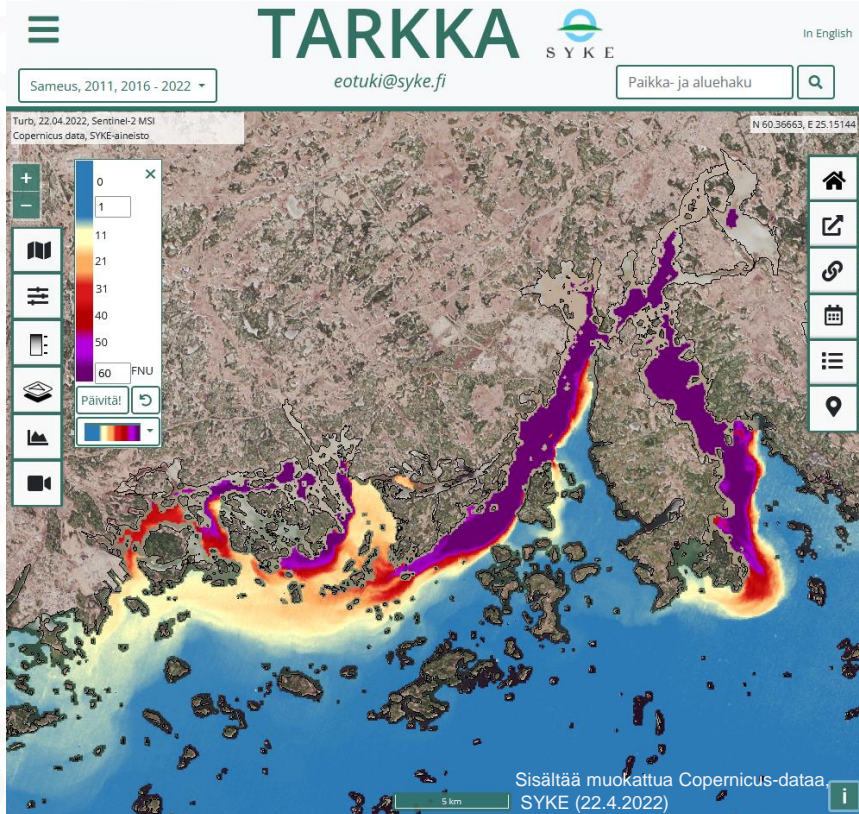 TARKKA
SYKE
In English
Sameus, 2011, 2016 - 2022
eotuki@syke.fi
Paikka- ja aluehaku
Turb, 22.04.2022, Sentinel-2 MSI
Copernicus data, SYKE-aineisto
N 60.36663, E 25.15144
+
−
0
1
11
21
31
40
50
60 FNU
Päivitä!
Sisältää muokattua Copernicus-dataa,
SYKE (22.4.2022)
5 km
i